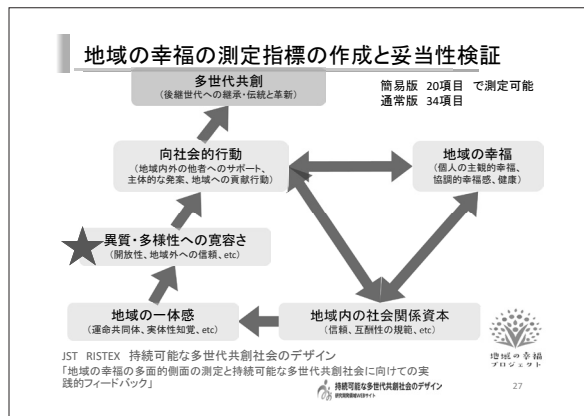 地域の幸福の測定指標の作成と妥当性検証
多世代共創
(後継世代への継承・伝統と革新)
簡易版 20項目 で測定可能
通常版 34項目
向社会的行動
(地域内外の他者へのサポート、
主体的な発案、地域への貢献行動)
地域の幸福
(個人の主観的幸福、
協調的幸福感、健康)
異質・多様性への寛容さ
(開放性、地域外への信頼、etc)
地域の一体感
(運命共同体、実体性知覚、etc)
地域内の社会関係資本
(信頼、互酬性の規範、etc)
JST RISTEX 持続可能な多世代共創社会のデザイン
「地域の幸福の多面的側面の測定と持続可能な多世代共創社会に向けての実
践的フィードバック」
地域の幸福
プロジェクト
持続可能な多世代共創社会のデザイン
研究開発領域WEBサイト
27